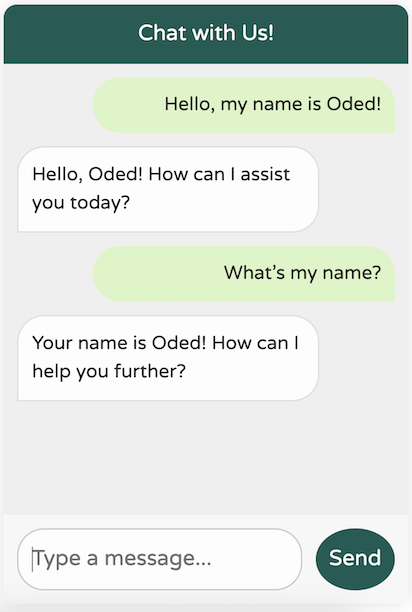 Chat with Us!
Hello, my name is Oded!
Hello, Oded! How can I assist
you today?
What’s my name?
Your name is Oded! How can I
help you further?
Type a message...
Send